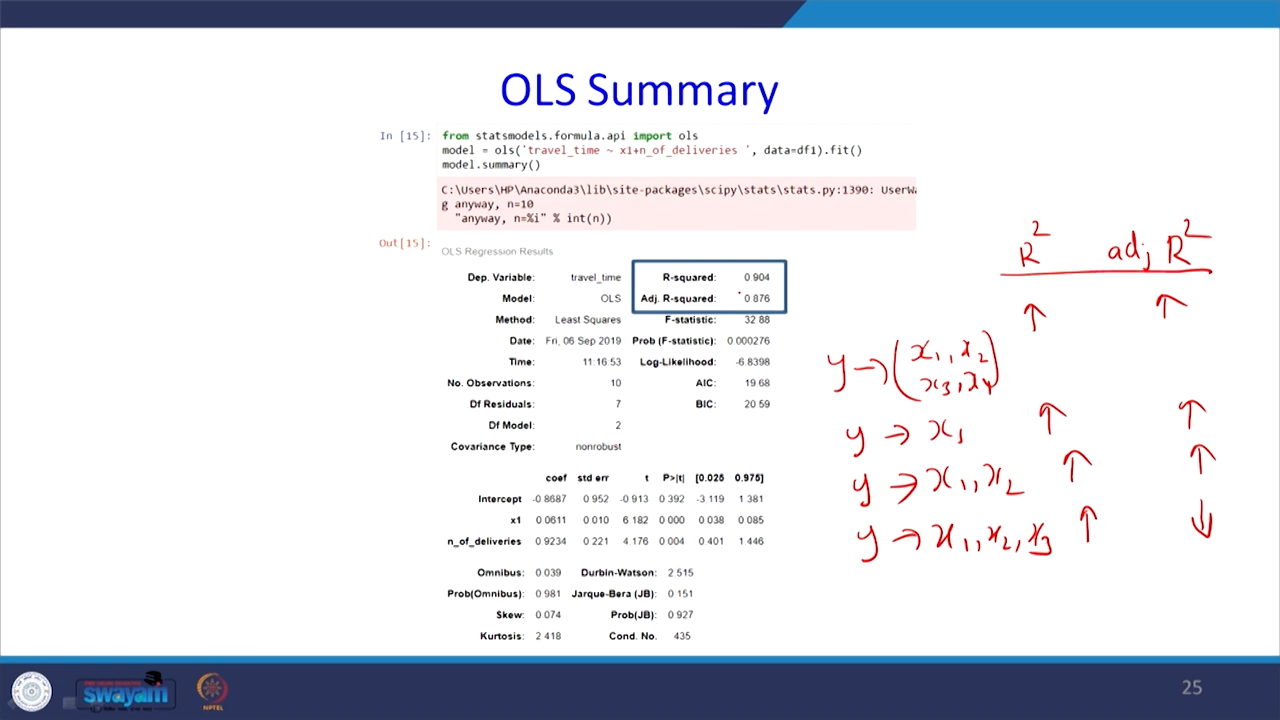 OLS Summary
In [15]: from statsmodels.formula.api import ols
model = ols('travel_time ~ x1+n_of_deliveries ', data=df1).fit()
model.summary()
C:\Users\HP\Anaconda3\lib\site-packages\scipy\stats\stats.py:1390: UserWa
g anyway, n=10
"anyway, n=%i" % int(n))
Out[15]: OLS Regression Results
Dep. Variable: travel_time R-squared: 0 904
Model: OLS Adj. R-squared: 0 876
Method: Least Squares F-statistic: 32 88
Date: Fri, 06 Sep 2019 Prob (F-statistic): 0 000276
Time: 11:16:53 Log-Likelihood: -6 8398
No. Observations: 10 AIC: 19 68
Df Residuals: 7 BIC: 20 59
Df Model: 2
Covariance Type: nonrobust
coef std err t P>|t| [0.025 0.975]
Intercept -0 8687 0 952 -0 913 0 392 -3 119 1 381
x1 0 0611 0 010 6 182 0 000 0 038 0 085
n_of_deliveries 0 9234 0 221 4 176 0 004 0 401 1 446
Omnibus: 0 039 Durbin-Watson: 2 515
Prob(Omnibus): 0 981 Jarque-Bera (JB): 0 151
Skew: 0 074 Prob(JB): 0 927
Kurtosis: 2 418 Cond. No. 435
R² adj R²
↑ ↑
y → (x₁, x₂
x₃, x₄)
y → x₁ ↑ ↑
y → x₁, x₂ ↑ ↑
y → x₁, x₂, x₃ ↑ ↓
swayam
NPTEL
25